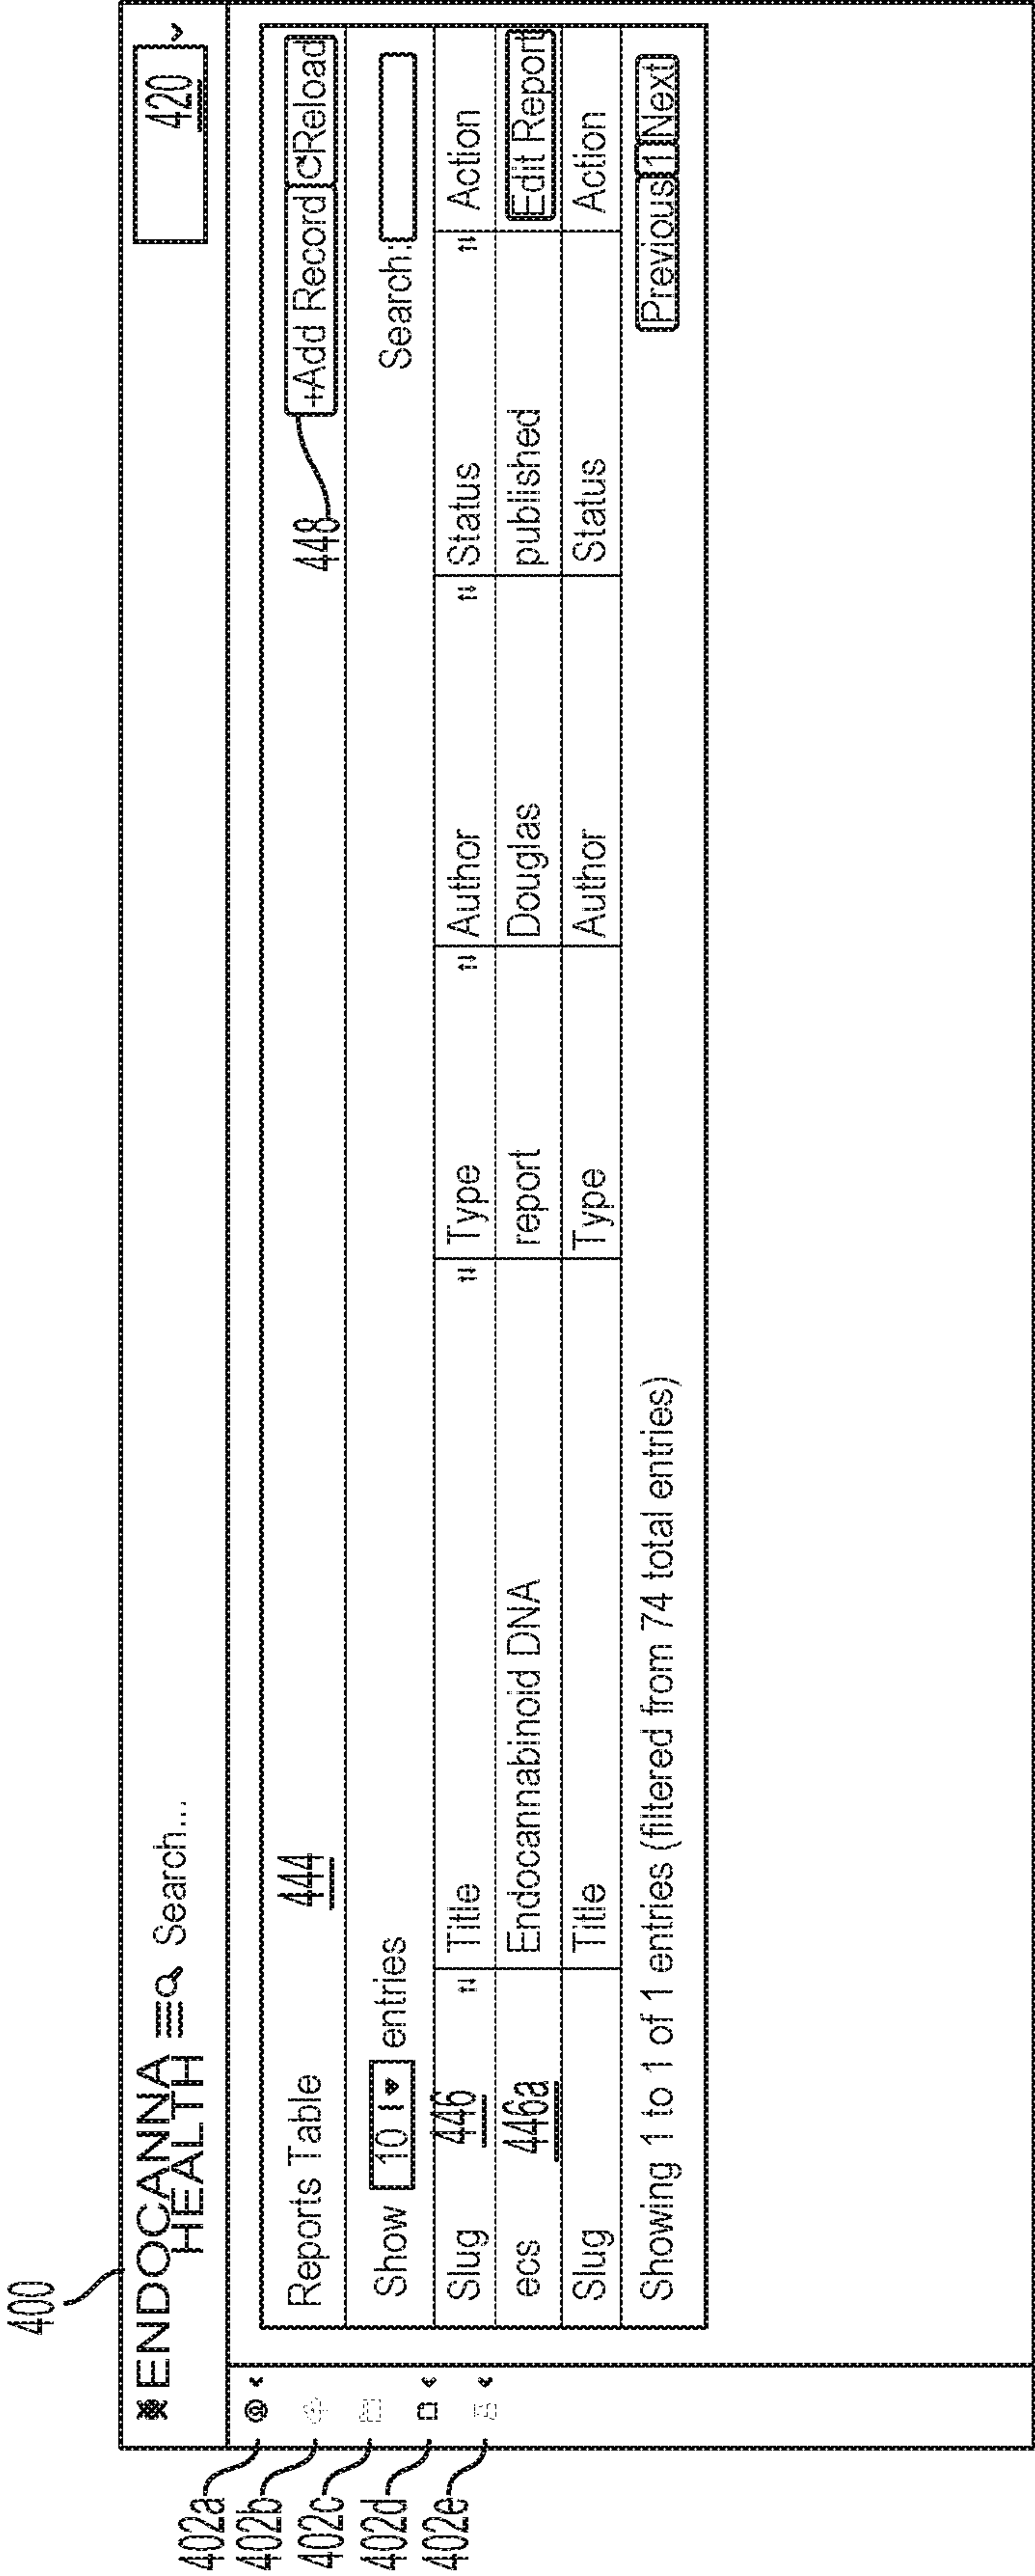 400
ENDOCANNA HEALTH Search... 420
402a
402b
402c
402d
402e
Reports Table 444 448 +Add Record Reload
Show 10 entries Search:
Slug 446 Title Type Author Status Action
ecs 446a Endocannabinoid DNA report Douglas published Edit Report
Slug Title Type Author Status Action
Showing 1 to 1 of 1 entries (filtered from 74 total entries) Previous 1 Next